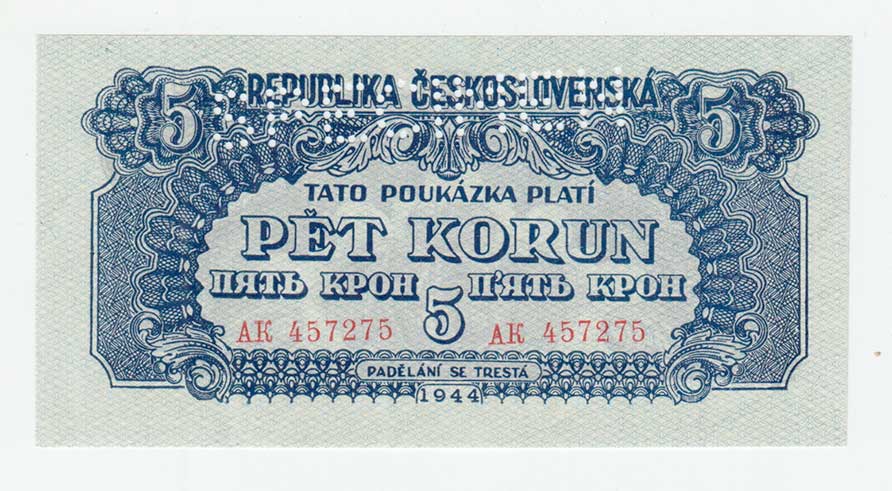 5 REPUBLIKA ČESKOSLOVENSKÁ 5
TATO POUKÁZKA PLATÍ
PĚT KORUN
ПЯТЬ КРОН П'ЯТЬ КРОН
5
АК 457275 АК 457275
PADĚLÁNÍ SE TRESTÁ
1944